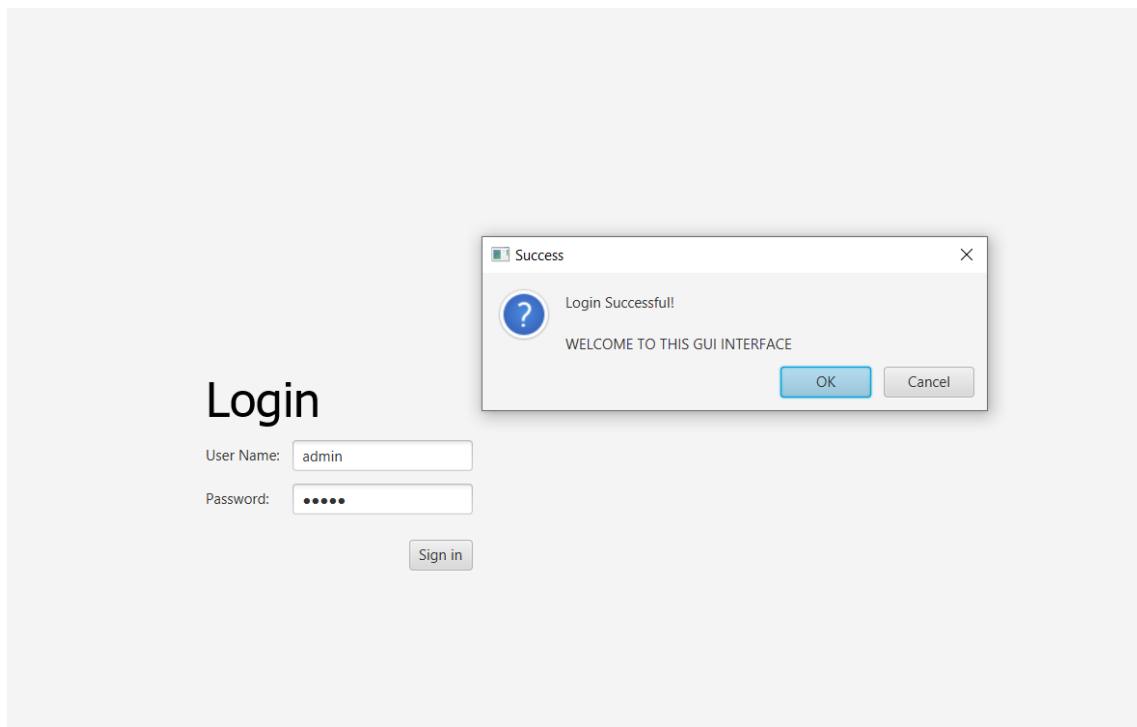 Success
?
Login Successful!
WELCOME TO THIS GUI INTERFACE
OK Cancel
Login
User Name: admin
Password: •••••
Sign in